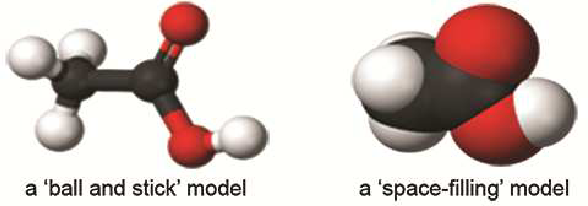 a ‘ball and stick’ model
a ‘space-filling’ model